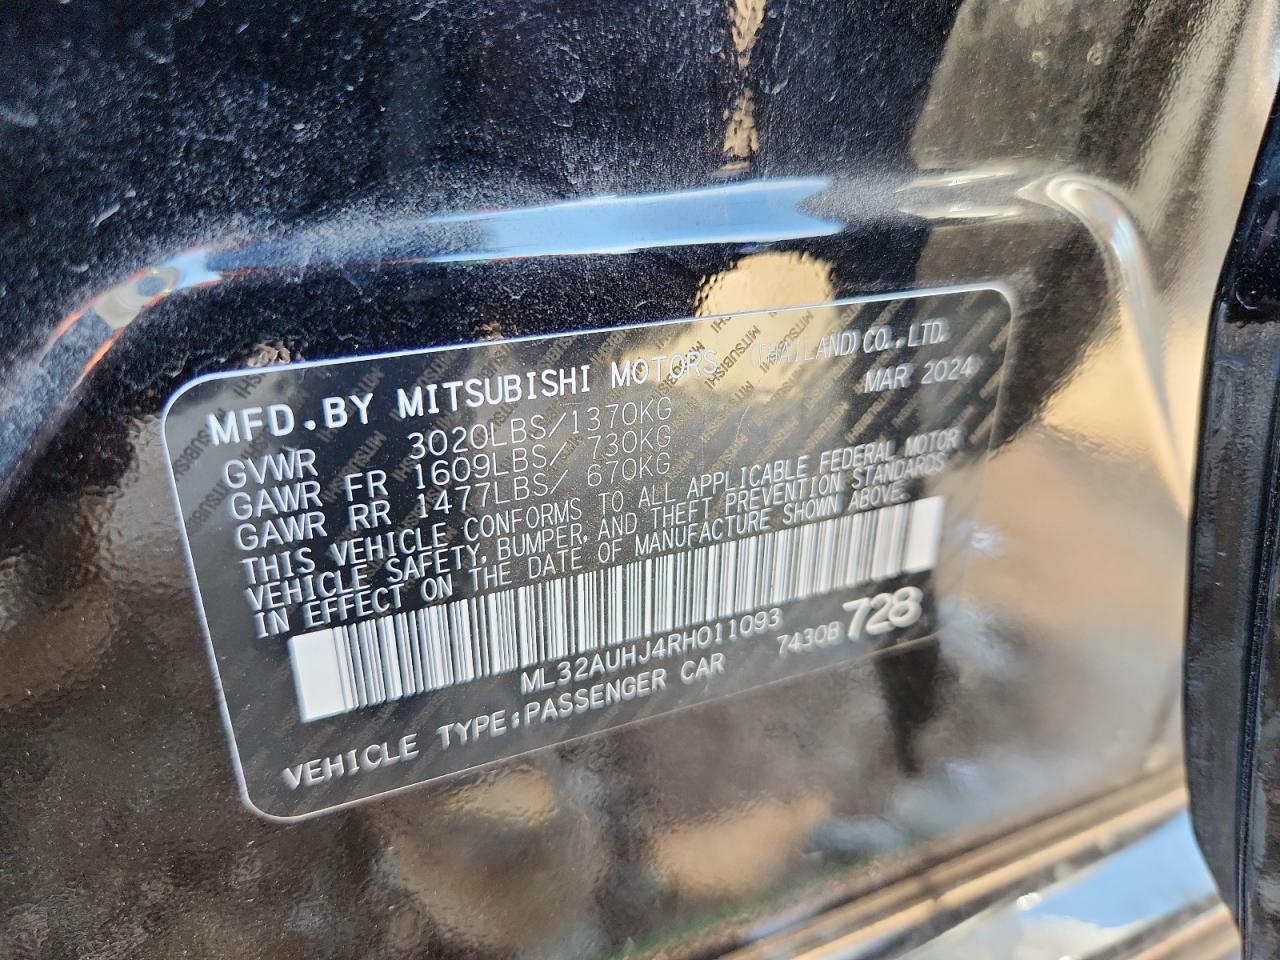 MFD.BY MITSUBISHI MOTORS (THAILAND) CO.,LTD.
MAR 2024
GVWR 3020LBS/1370KG
GAWR FR 1609LBS/ 730KG
GAWR RR 1477LBS/ 670KG
THIS VEHICLE CONFORMS TO ALL APPLICABLE FEDERAL MOTOR
VEHICLE SAFETY, BUMPER, AND THEFT PREVENTION STANDARDS
IN EFFECT ON THE DATE OF MANUFACTURE SHOWN ABOVE.
ML32AUHJ4RH011093
VEHICLE TYPE:PASSENGER CAR 7430B 728